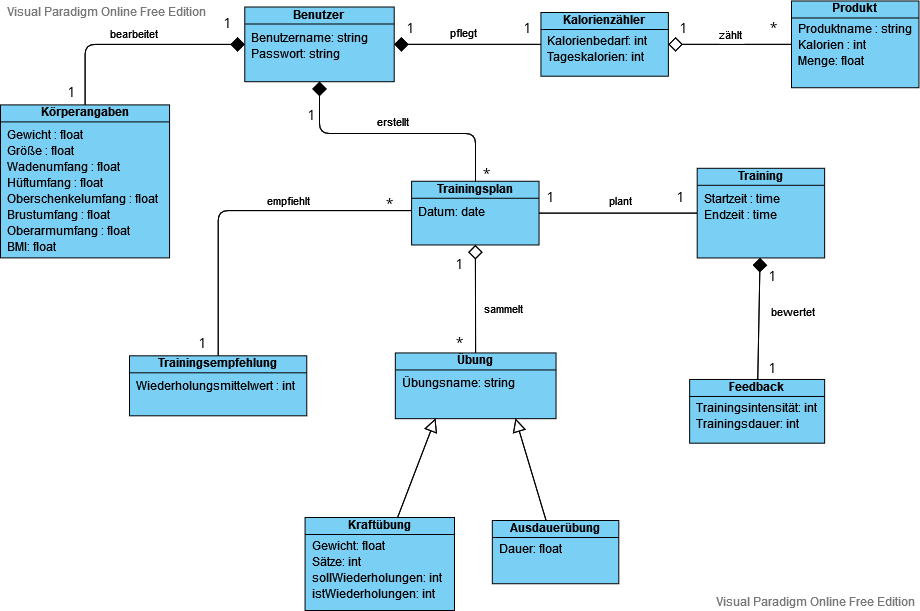 Visual Paradigm Online Free Edition
Benutzer
Benutzername: string
Passwort: string
1
bearbeitet
1
1
pflegt
1
Kalorienzähler
Kalorienbedarf: int
Tageskalorien: int
1
zählt
*
Produkt
Produktname : string
Kalorien : int
Menge: float
Körperangaben
Gewicht : float
Größe : float
Wadenumfang : float
Hüftumfang : float
Oberschenkelumfang : float
Brustumfang : float
Oberarmumfang : float
BMI: float
1
erstellt
*
Trainingsplan
Datum: date
empfiehlt
*
1
1
plant
1
Training
Startzeit : time
Endzeit : time
1
sammelt
*
1
bewertet
1
Trainingsempfehlung
Wiederholungsmittelwert : int
Übung
Übungsname: string
Feedback
Trainingsintensität: int
Trainingsdauer: int
Kraftübung
Gewicht: float
Sätze: int
sollWiederholungen: int
istWiederholungen: int
Ausdauerübung
Dauer: float
Visual Paradigm Online Free Edition